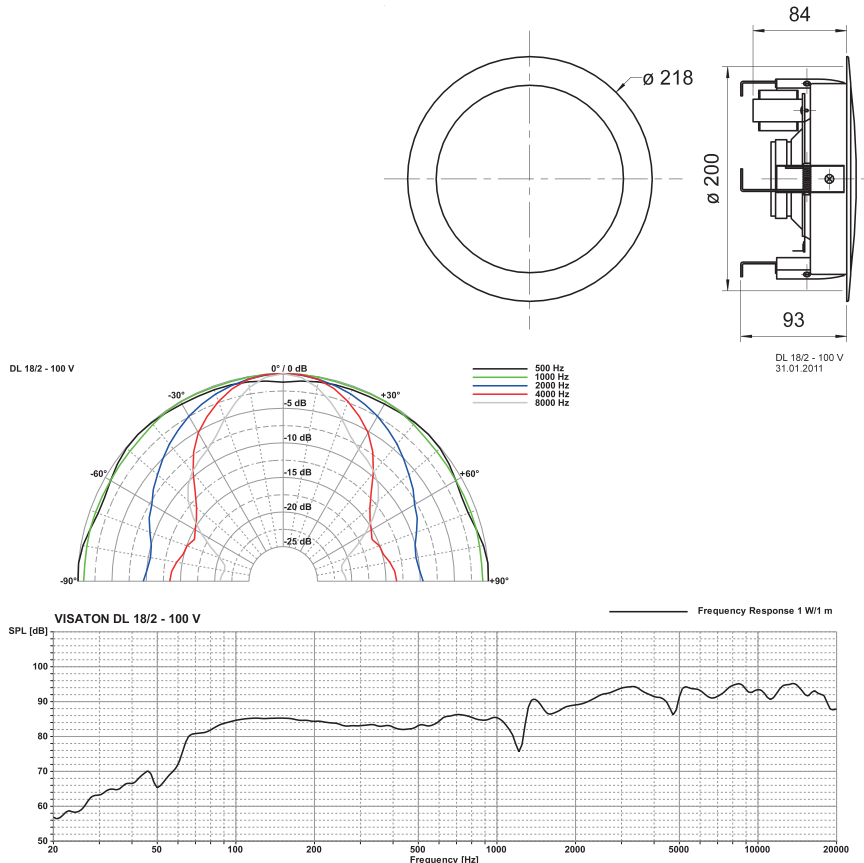 84
ø 218
ø 200
93
DL 18/2 - 100 V
31.01.2011
DL 18/2 - 100 V
0° / 0 dB
500 Hz
1000 Hz
2000 Hz
4000 Hz
8000 Hz
-30°
+30°
-5 dB
-10 dB
-60°
+60°
-15 dB
-20 dB
-25 dB
-90°
+90°
VISATON DL 18/2 - 100 V
Frequency Response 1 W/1 m
SPL [dB]
100
90
80
70
60
50
20 50 100 200 500 1000 2000 5000 10000 20000
Frequency [Hz]